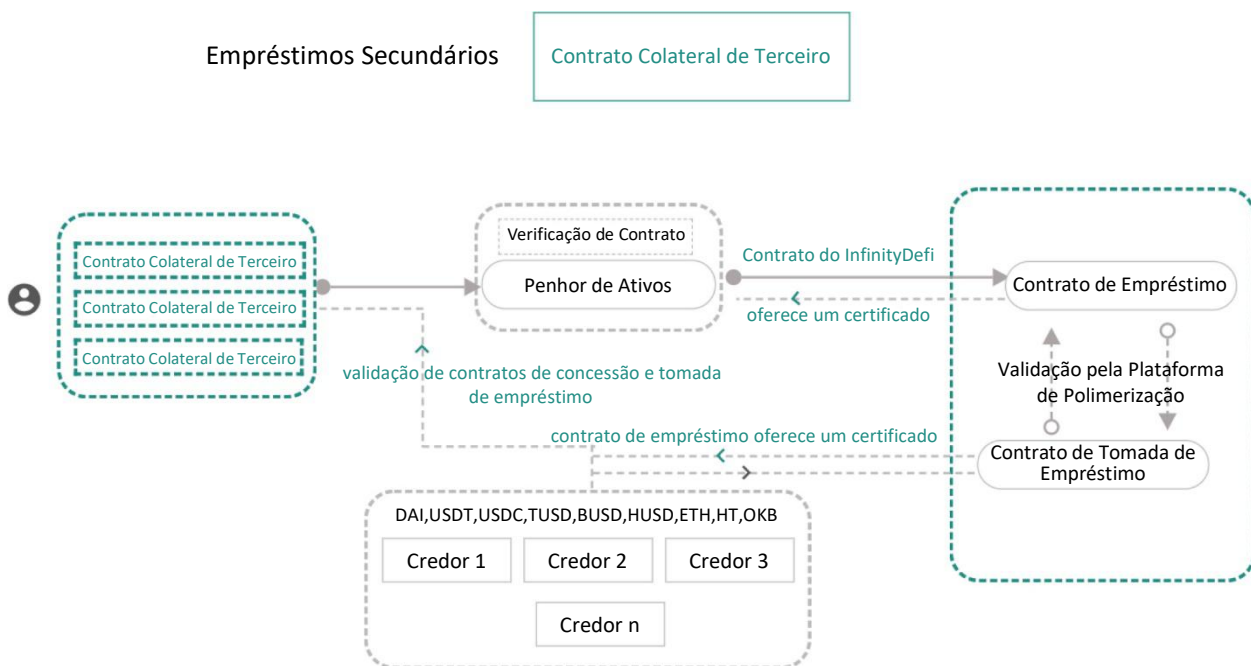 Empréstimos Secundários
Contrato Colateral de Terceiro
Contrato Colateral de Terceiro
Contrato Colateral de Terceiro
Contrato Colateral de Terceiro
Verificação de Contrato
Penhor de Ativos
Contrato do InfinityDefi
oferece um certificado
Contrato de Empréstimo
Validação pela Plataforma
de Polimerização
Contrato de Tomada de
Empréstimo
validação de contratos de concessão e tomada
de empréstimo
contrato de empréstimo oferece um certificado
DAI,USDT,USDC,TUSD,BUSD,HUSD,ETH,HT,OKB
Credor 1
Credor 2
Credor 3
Credor n